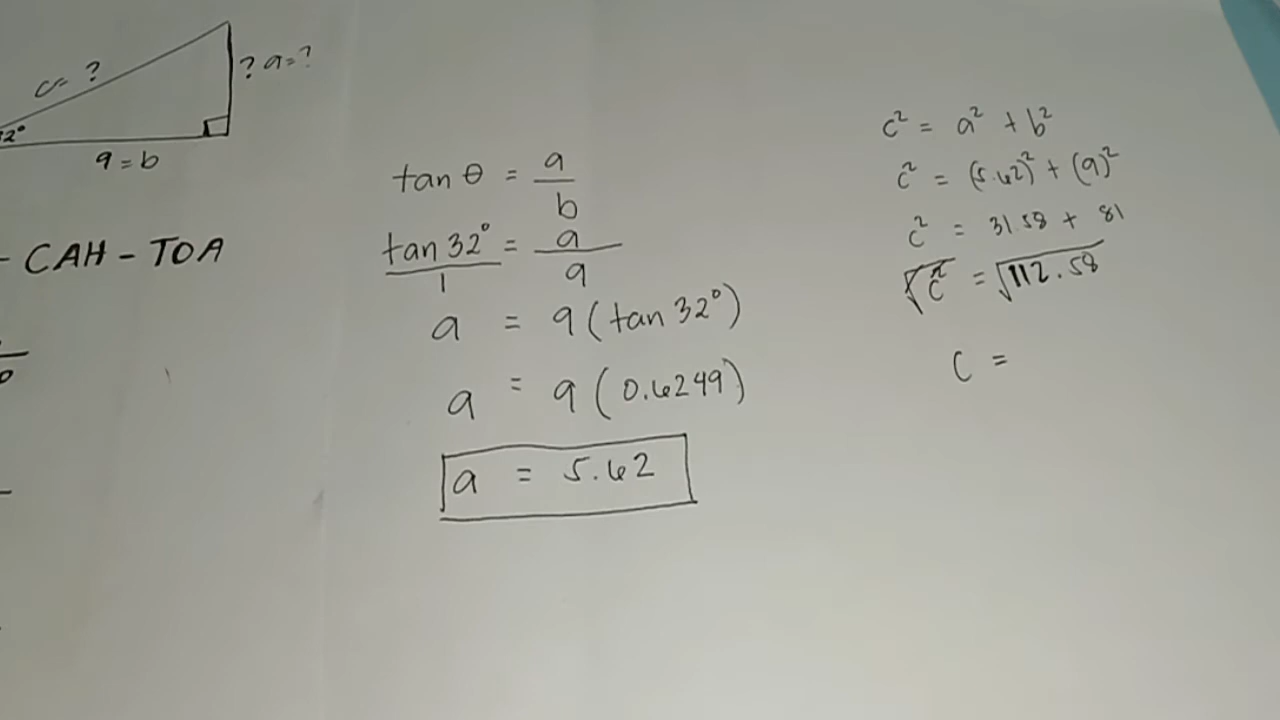 c = ?
? a = ?
2°
9 = b
- CAH - TOA
tan θ = a / b
tan 32° / 1 = a / 9
a = 9 (tan 32°)
a = 9 (0.6249)
a = 5.62
c² = a² + b²
c² = (5.62)² + (9)²
c² = 31.58 + 81
√c² = √112.58
c =